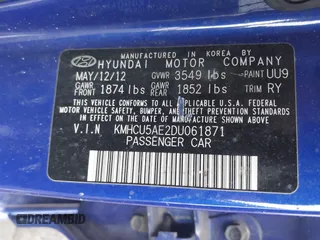 MANUFACTURED IN KOREA BY
HYUNDAI MOTOR COMPANY
MAY/12/12 GVWR 3549 lbs PAINT UU9
GAWR FRONT 1874 lbs GAWR REAR 1852 lbs TRIM RY
THIS VEHICLE CONFORMS TO ALL APPLICABLE U.S.A. FEDERAL
MOTOR VEHICLE SAFETY, BUMPER, AND THEFT PREVENTION STANDARDS
IN EFFECT ON THE DATE OF MANUFACTURE SHOWN ABOVE.
V.I.N KMHCU5AE2DU061871
PASSENGER CAR
DREAMBID